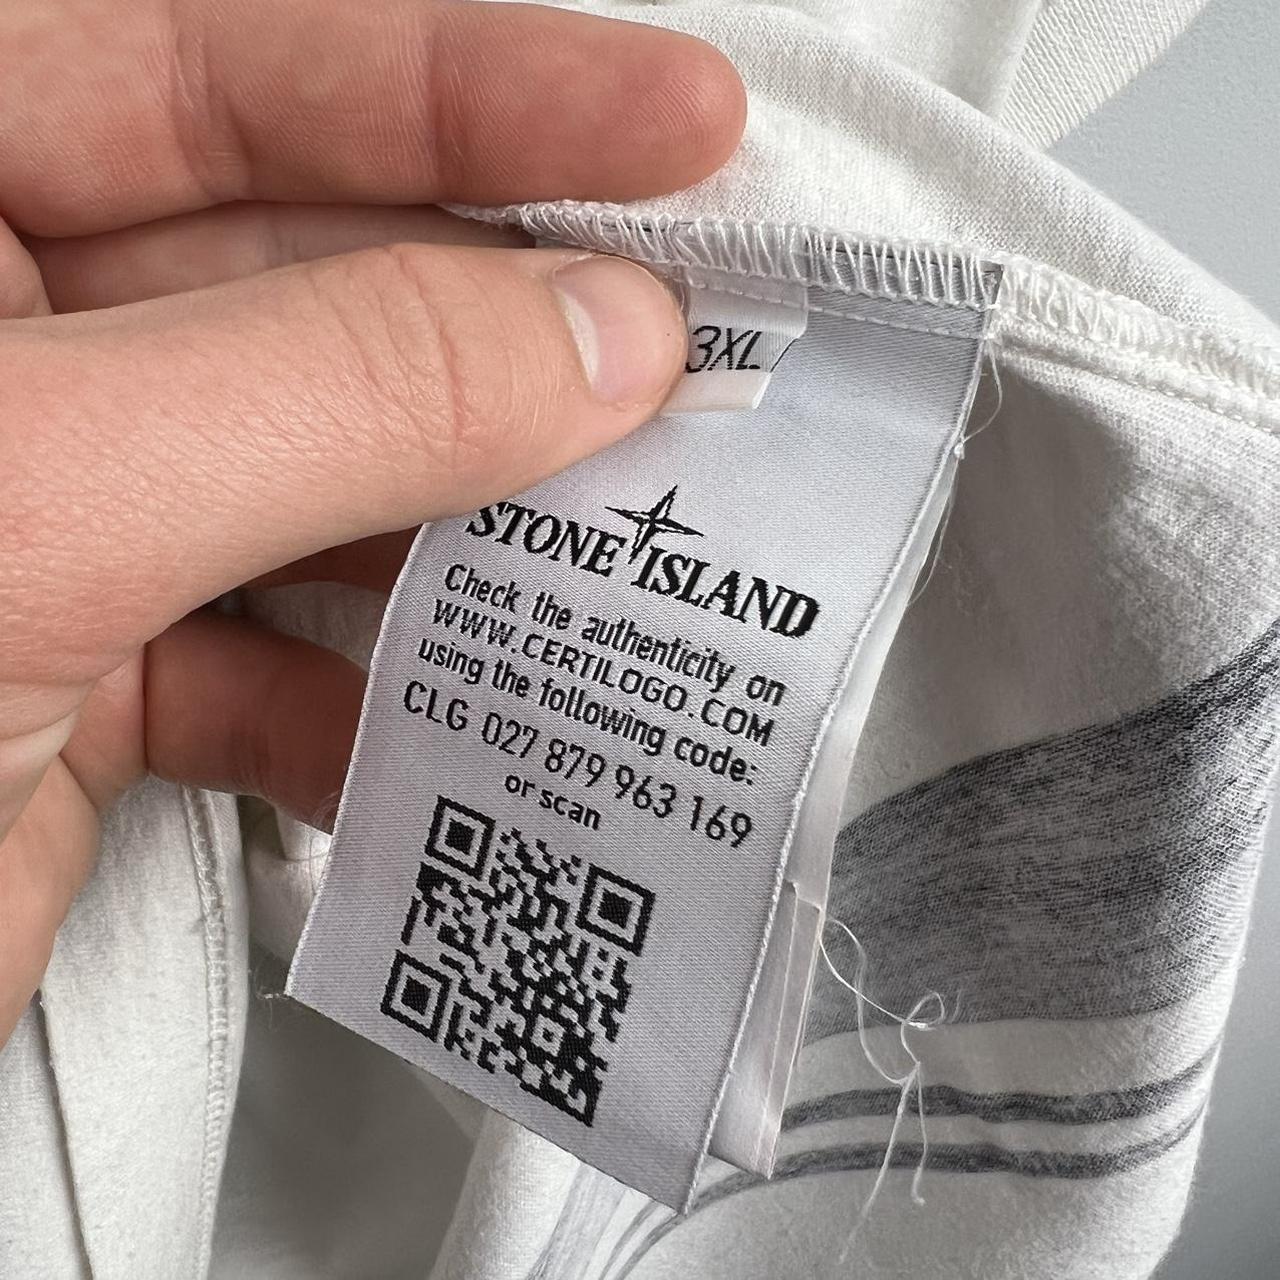 3XL
STONE ISLAND
Check the authenticity on
WWW.CERTILOGO.COM
using the following code:
CLG 027 879 963 169
or scan